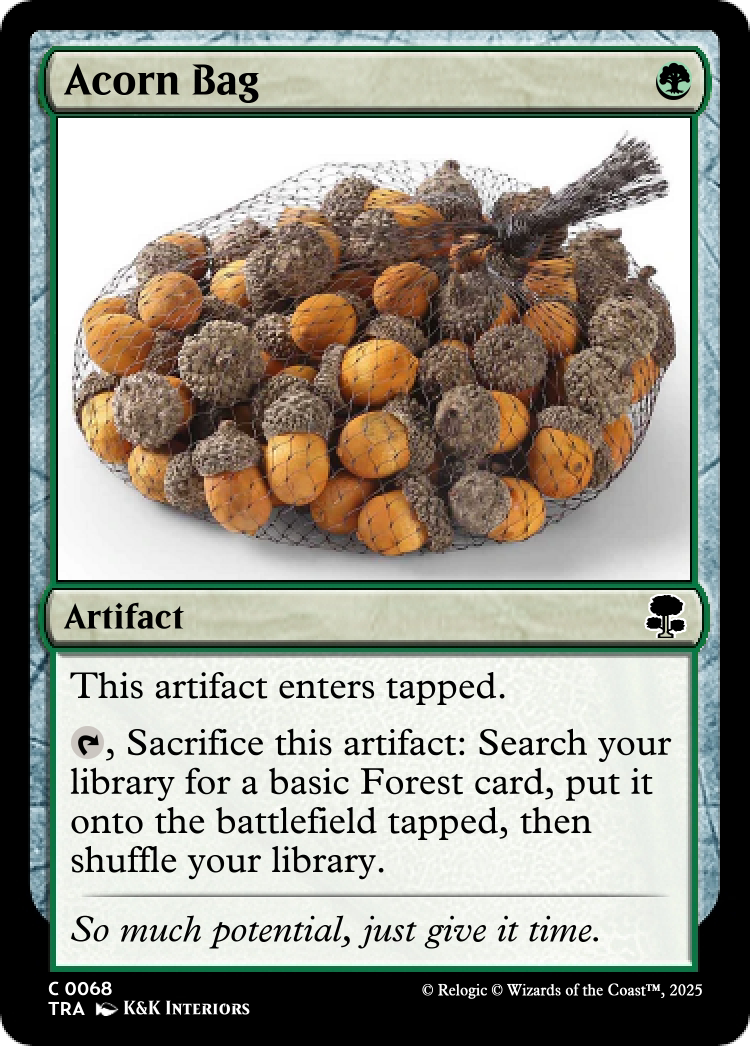 Acorn Bag
Artifact
This artifact enters tapped.
, Sacrifice this artifact: Search your
library for a basic Forest card, put it
onto the battlefield tapped, then
shuffle your library.
So much potential, just give it time.
C 0068
TRA K&K Interiors
© Relogic © Wizards of the Coast™, 2025